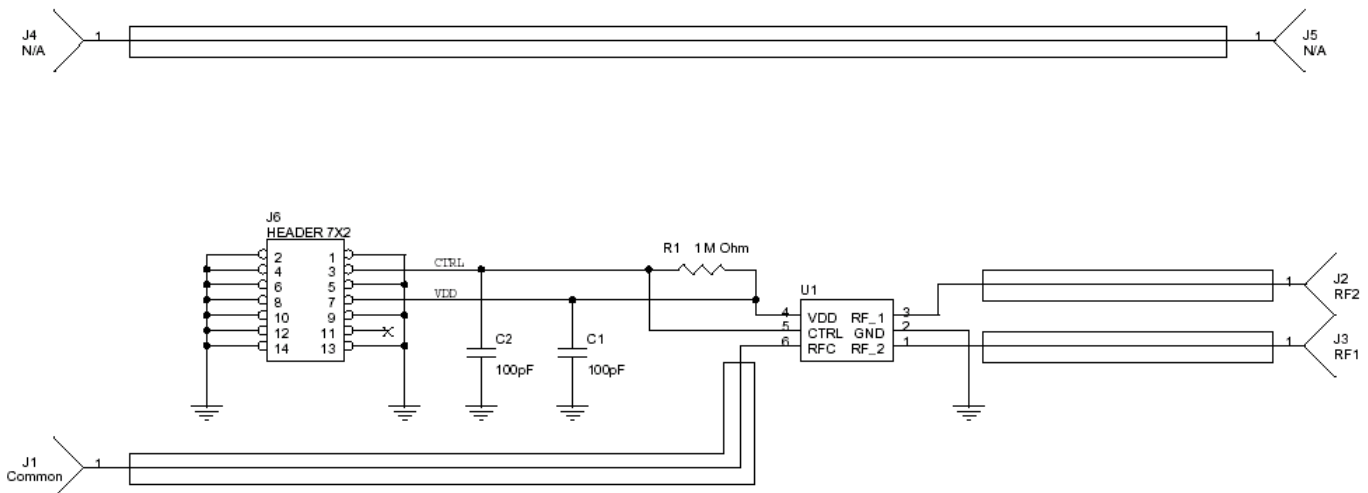 J4
N/A
1
1
J5
N/A
J6
HEADER 7X2
2
4
6
8
10
12
14
1
3
5
7
9
11
13
CTRL
VDD
R1 1M Ohm
C2
100pF
C1
100pF
U1
4
5
6
VDD RF_1
CTRL GND
RFC RF_2
3
2
1
1
J2
RF2
1
J3
RF1
J1
Common
1